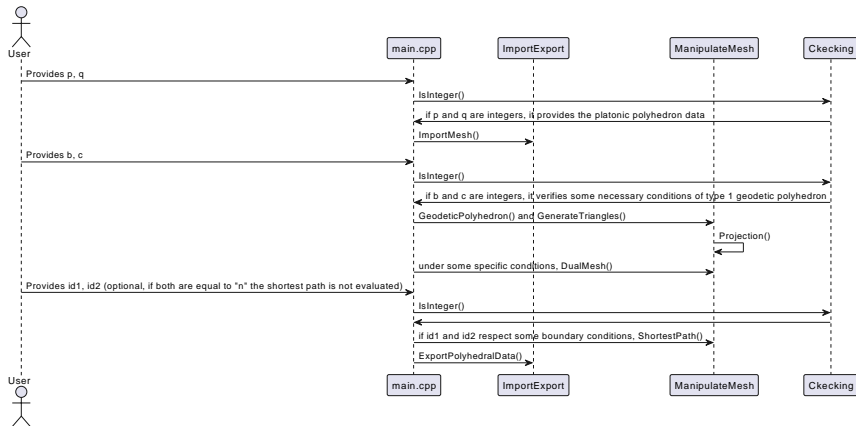 User
main.cpp
ImportExport
ManipulateMesh
Ckecking
Provides p, q
IsInteger()
if p and q are integers, it provides the platonic polyhedron data
ImportMesh()
Provides b, c
IsInteger()
if b and c are integers, it verifies some necessary conditions of type 1 geodetic polyhedron
GeodeticPolyhedron() and GenerateTriangles()
Projection()
under some specific conditions, DualMesh()
Provides id1, id2 (optional, if both are equal to "n" the shortest path is not evaluated)
IsInteger()
if id1 and id2 respect some boundary conditions, ShortestPath()
ExportPolyhedralData()
User
main.cpp
ImportExport
ManipulateMesh
Ckecking